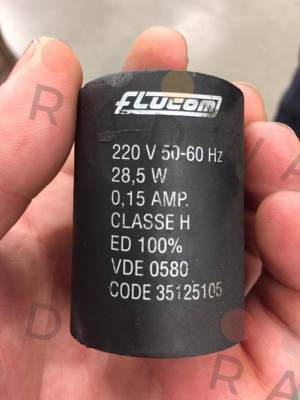 FLUCOM
220 V 50-60 Hz
28,5 W
0,15 AMP.
CLASSE H
ED 100%
VDE 0580
CODE 35125105